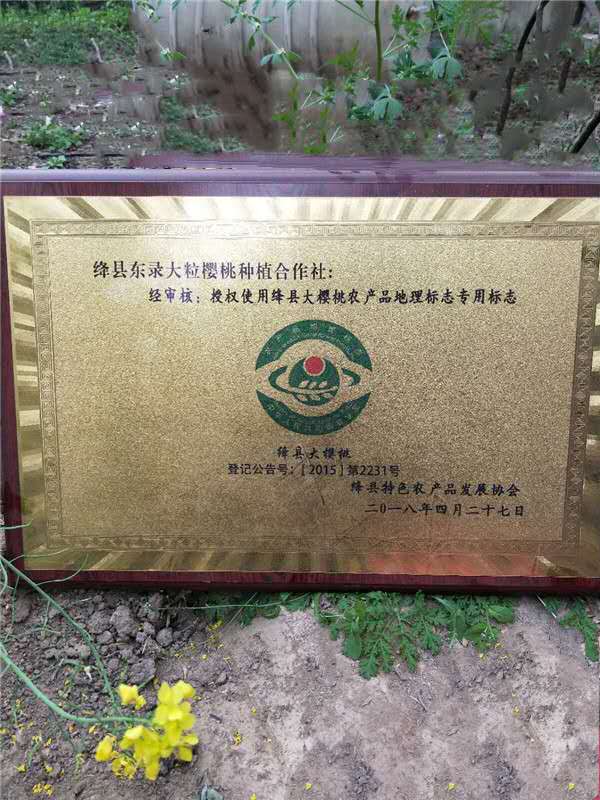 绛县东录大粒樱桃种植合作社:
经审核：授权使用绛县大樱桃农产品地理标志专用标志
绛县大樱桃
登记公告号:〔2015〕第2231号
绛县特色农产品发展协会
二0一八年四月二十七日